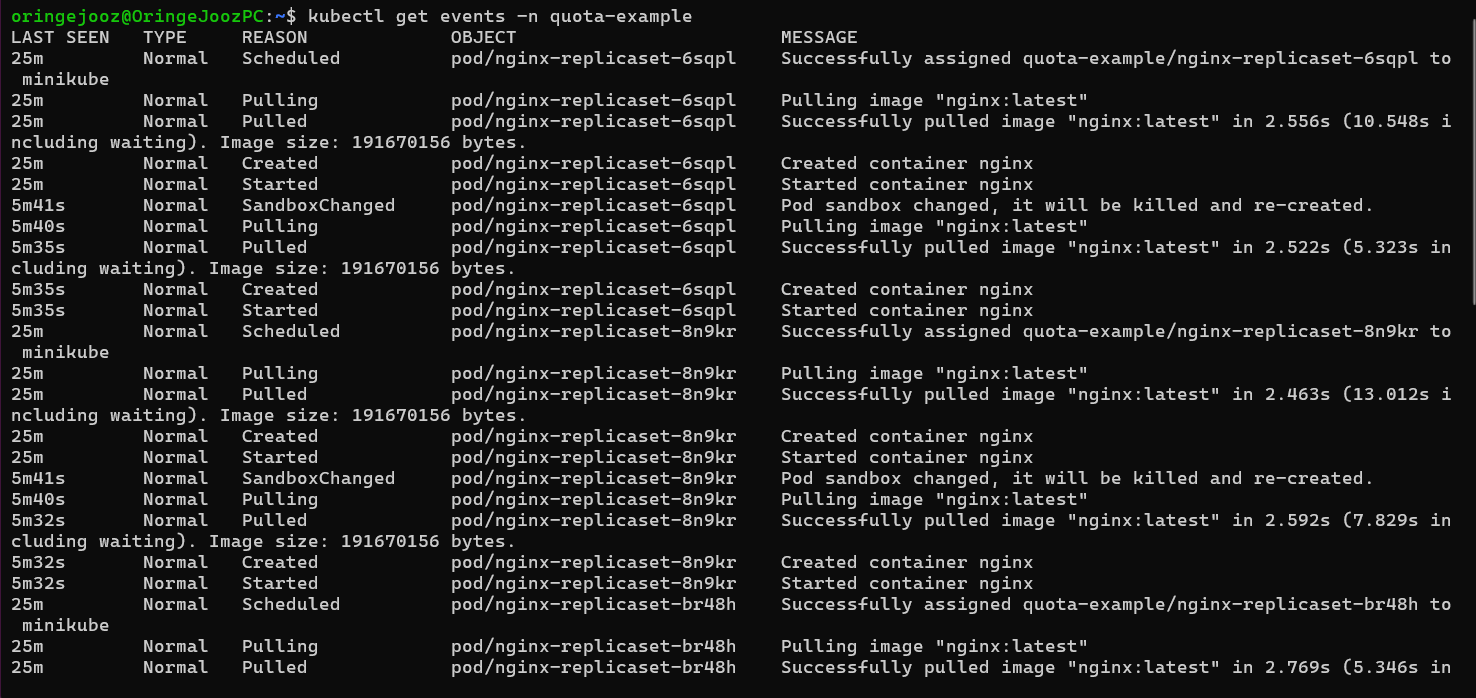 oringejooz@OringeJoozPC:~$ kubectl get events -n quota-example
LAST SEEN   TYPE     REASON             OBJECT                        MESSAGE
25m         Normal   Scheduled          pod/nginx-replicaset-6sqpl    Successfully assigned quota-example/nginx-replicaset-6sqpl to
 minikube
25m         Normal   Pulling            pod/nginx-replicaset-6sqpl    Pulling image "nginx:latest"
25m         Normal   Pulled             pod/nginx-replicaset-6sqpl    Successfully pulled image "nginx:latest" in 2.556s (10.548s i
ncluding waiting). Image size: 191670156 bytes.
25m         Normal   Created            pod/nginx-replicaset-6sqpl    Created container nginx
25m         Normal   Started            pod/nginx-replicaset-6sqpl    Started container nginx
5m41s       Normal   SandboxChanged     pod/nginx-replicaset-6sqpl    Pod sandbox changed, it will be killed and re-created.
5m40s       Normal   Pulling            pod/nginx-replicaset-6sqpl    Pulling image "nginx:latest"
5m35s       Normal   Pulled             pod/nginx-replicaset-6sqpl    Successfully pulled image "nginx:latest" in 2.522s (5.323s in
cluding waiting). Image size: 191670156 bytes.
5m35s       Normal   Created            pod/nginx-replicaset-6sqpl    Created container nginx
5m35s       Normal   Started            pod/nginx-replicaset-6sqpl    Started container nginx
25m         Normal   Scheduled          pod/nginx-replicaset-8n9kr    Successfully assigned quota-example/nginx-replicaset-8n9kr to
 minikube
25m         Normal   Pulling            pod/nginx-replicaset-8n9kr    Pulling image "nginx:latest"
25m         Normal   Pulled             pod/nginx-replicaset-8n9kr    Successfully pulled image "nginx:latest" in 2.463s (13.012s i
ncluding waiting). Image size: 191670156 bytes.
25m         Normal   Created            pod/nginx-replicaset-8n9kr    Created container nginx
25m         Normal   Started            pod/nginx-replicaset-8n9kr    Started container nginx
5m41s       Normal   SandboxChanged     pod/nginx-replicaset-8n9kr    Pod sandbox changed, it will be killed and re-created.
5m40s       Normal   Pulling            pod/nginx-replicaset-8n9kr    Pulling image "nginx:latest"
5m32s       Normal   Pulled             pod/nginx-replicaset-8n9kr    Successfully pulled image "nginx:latest" in 2.592s (7.829s in
cluding waiting). Image size: 191670156 bytes.
5m32s       Normal   Created            pod/nginx-replicaset-8n9kr    Created container nginx
5m32s       Normal   Started            pod/nginx-replicaset-8n9kr    Started container nginx
25m         Normal   Scheduled          pod/nginx-replicaset-br48h    Successfully assigned quota-example/nginx-replicaset-br48h to
 minikube
25m         Normal   Pulling            pod/nginx-replicaset-br48h    Pulling image "nginx:latest"
25m         Normal   Pulled             pod/nginx-replicaset-br48h    Successfully pulled image "nginx:latest" in 2.769s (5.346s in